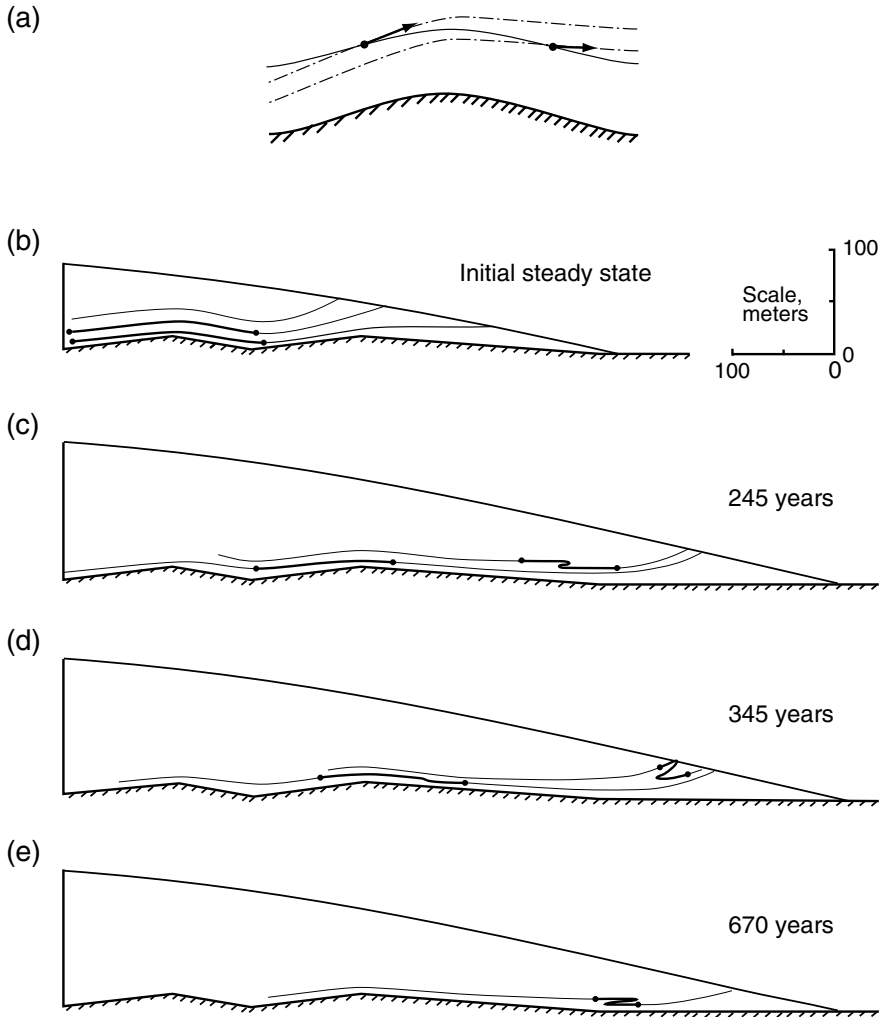 (a)
(b)
Initial steady state
Scale,
meters
100
0
100
0
(c)
245 years
(d)
345 years
(e)
670 years